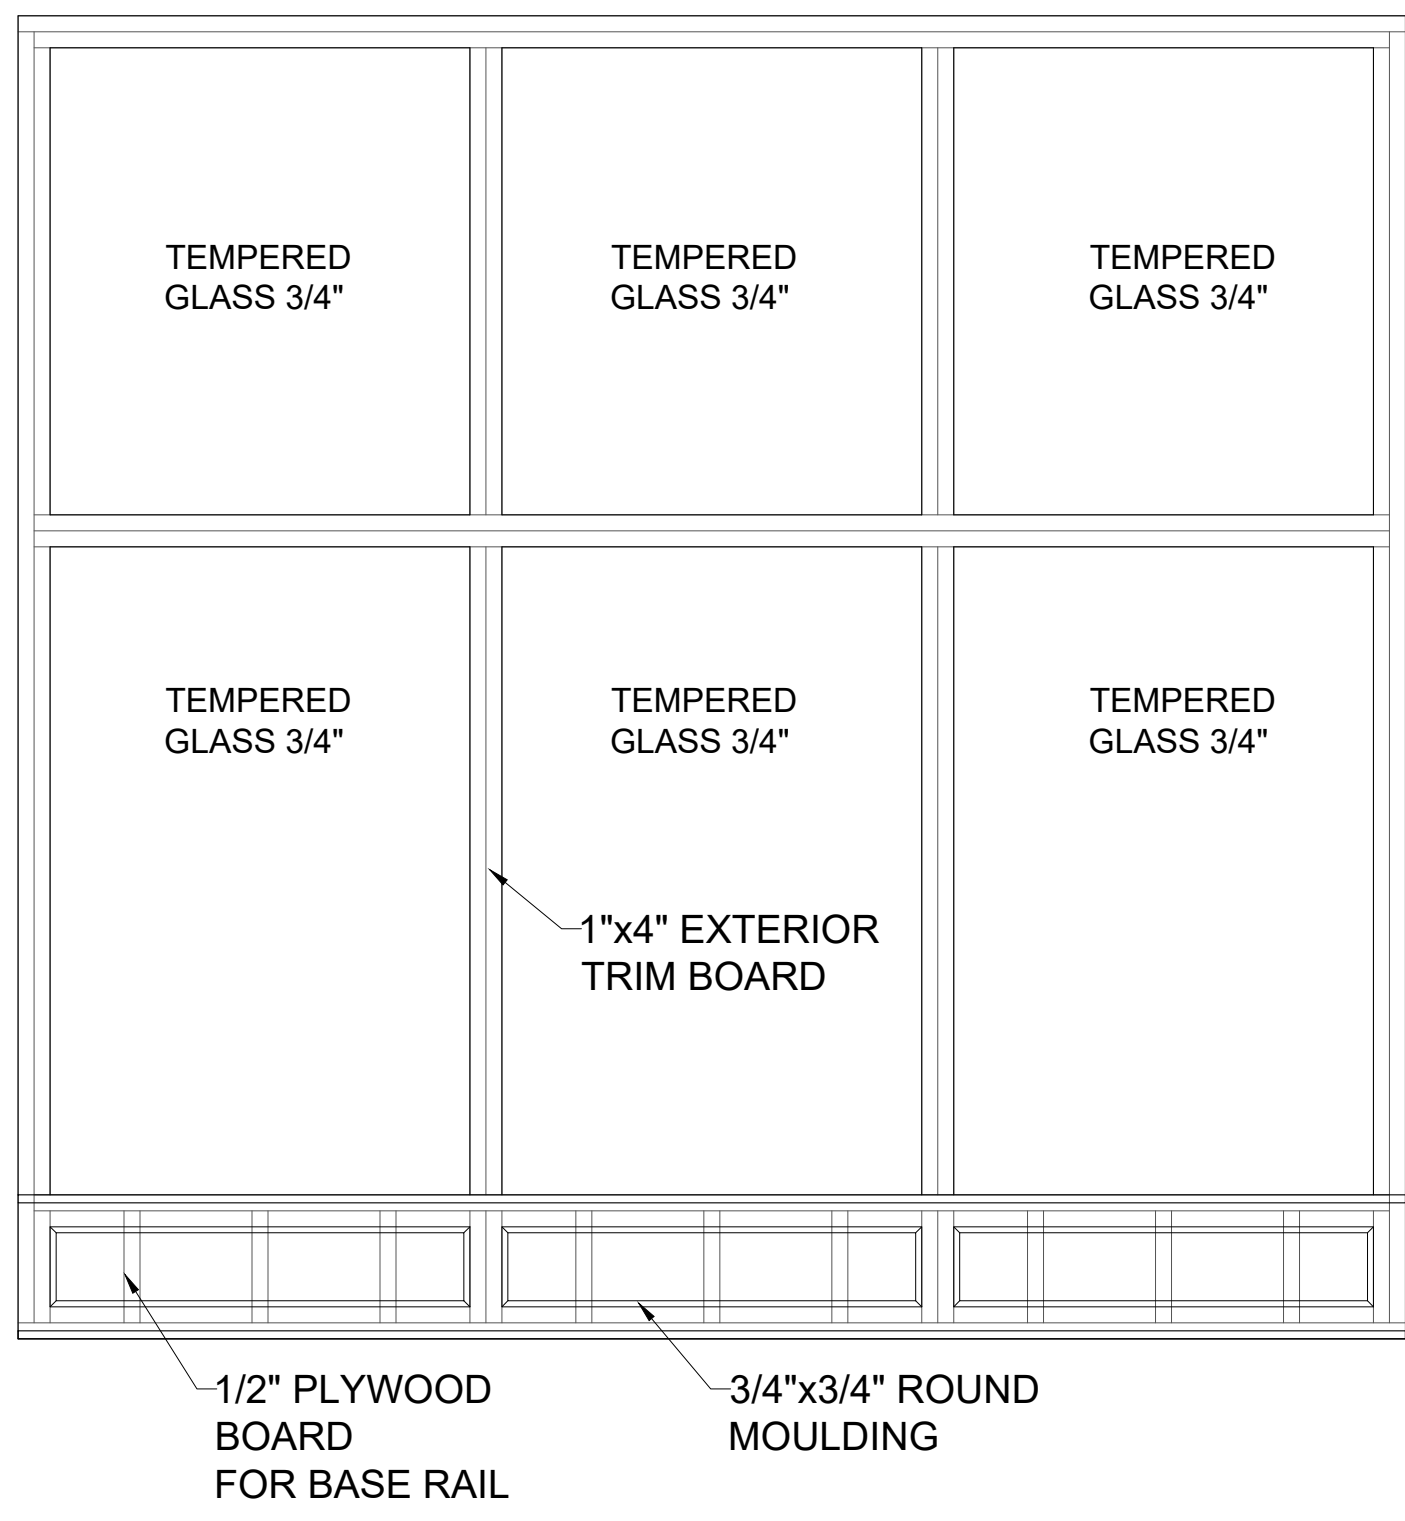 TEMPERED
GLASS 3/4"
TEMPERED
GLASS 3/4"
TEMPERED
GLASS 3/4"
TEMPERED
GLASS 3/4"
TEMPERED
GLASS 3/4"
TEMPERED
GLASS 3/4"
1"x4" EXTERIOR
TRIM BOARD
1/2" PLYWOOD
BOARD
FOR BASE RAIL
3/4"x3/4" ROUND
MOULDING